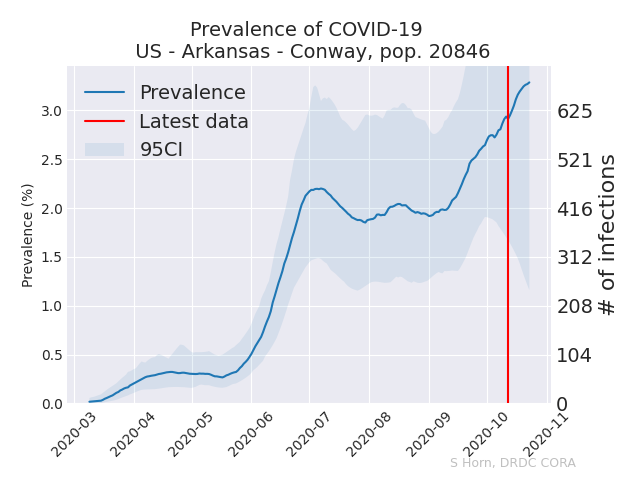 Prevalence of COVID-19
US - Arkansas - Conway, pop. 20846
Prevalence
Latest data
95CI
Prevalence (%)
3.0
2.5
2.0
1.5
1.0
0.5
0.0
625
521
416
312
208
104
0
# of infections
2020-03
2020-04
2020-05
2020-06
2020-07
2020-08
2020-09
2020-10
2020-11
S Horn, DRDC CORA